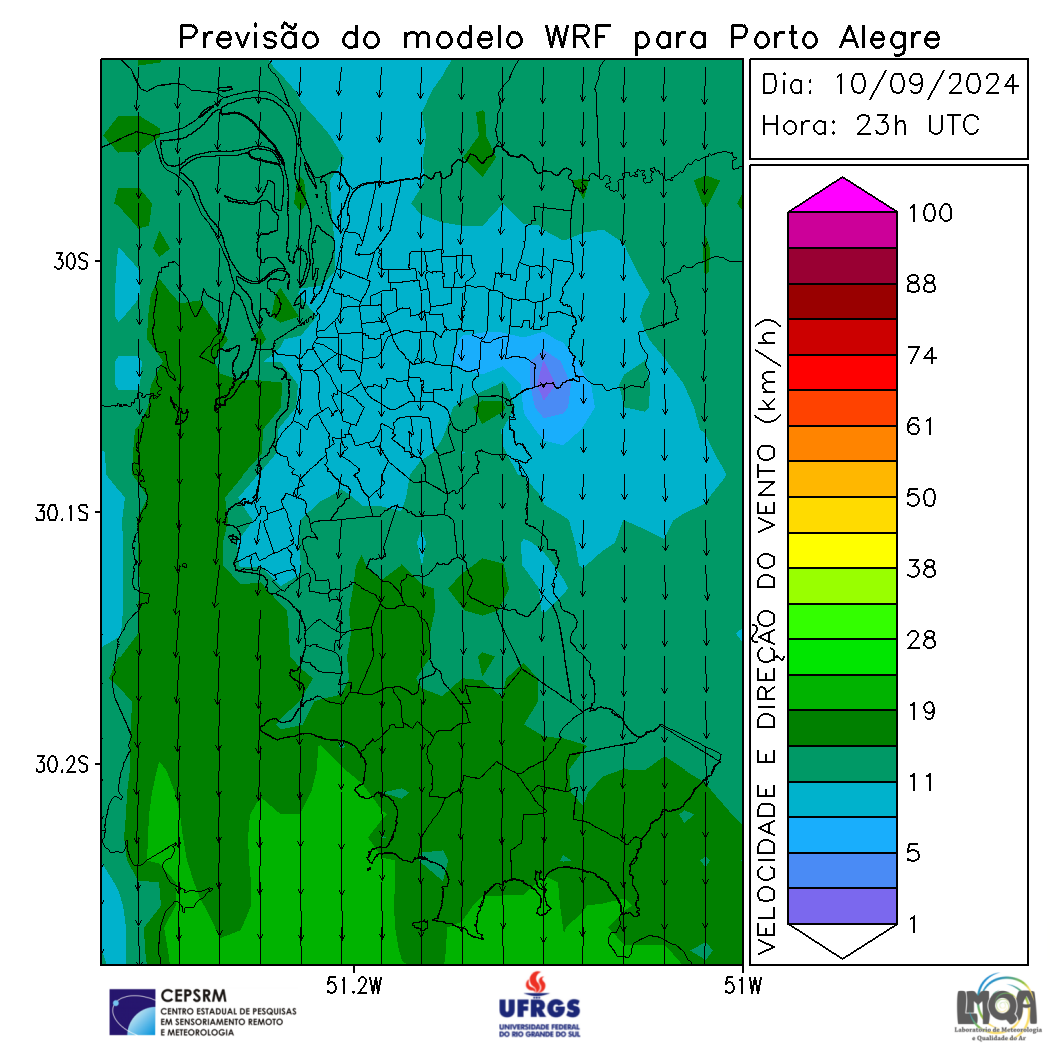 Previsão do modelo WRF para Porto Alegre
Dia: 10/09/2024
Hora: 23h UTC
30S
30.1S
30.2S
51.2W
51W
VELOCIDADE E DIREÇÃO DO VENTO (km/h)
100
88
74
61
50
38
28
19
11
5
1
CEPSRM
CENTRO ESTADUAL DE PESQUISAS
EM SENSORIAMENTO REMOTO
E METEOROLOGIA
UFRGS
UNIVERSIDADE FEDERAL
DO RIO GRANDE DO SUL
LMQA
Laboratório de Meteorologia
e Qualidade do Ar